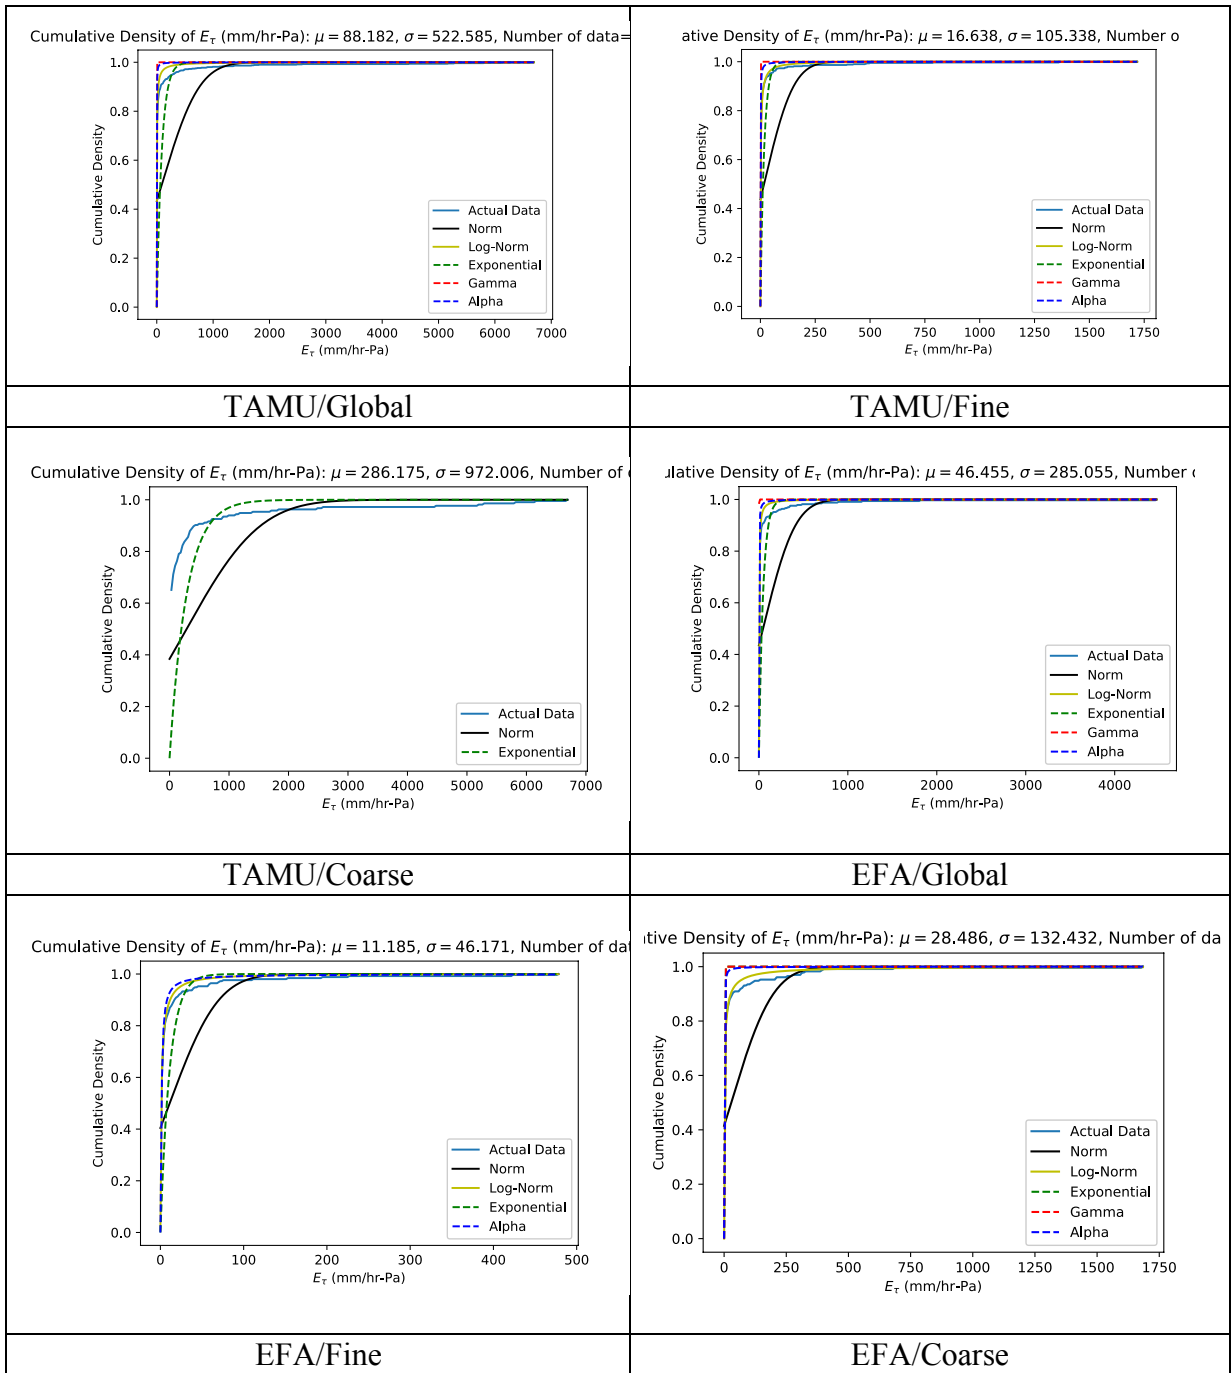 Cumulative Density of Eτ (mm/hr-Pa): μ = 88.182, σ = 522.585, Number of data=
Cumulative Density
1.0
0.8
0.6
0.4
0.2
0.0
Actual Data
Norm
Log-Norm
Exponential
Gamma
Alpha
0 1000 2000 3000 4000 5000 6000 7000
Eτ (mm/hr-Pa)
TAMU/Global
ative Density of Eτ (mm/hr-Pa): μ = 16.638, σ = 105.338, Number o
Cumulative Density
1.0
0.8
0.6
0.4
0.2
0.0
Actual Data
Norm
Log-Norm
Exponential
Gamma
Alpha
0 250 500 750 1000 1250 1500 1750
Eτ (mm/hr-Pa)
TAMU/Fine
Cumulative Density of Eτ (mm/hr-Pa): μ = 286.175, σ = 972.006, Number of
Cumulative Density
1.0
0.8
0.6
0.4
0.2
0.0
Actual Data
Norm
Exponential
0 1000 2000 3000 4000 5000 6000 7000
Eτ (mm/hr-Pa)
TAMU/Coarse
ulative Density of Eτ (mm/hr-Pa): μ = 46.455, σ = 285.055, Number
Cumulative Density
1.0
0.8
0.6
0.4
0.2
0.0
Actual Data
Norm
Log-Norm
Exponential
Gamma
Alpha
0 1000 2000 3000 4000
Eτ (mm/hr-Pa)
EFA/Global
Cumulative Density of Eτ (mm/hr-Pa): μ = 11.185, σ = 46.171, Number of dat
Cumulative Density
1.0
0.8
0.6
0.4
0.2
0.0
Actual Data
Norm
Log-Norm
Exponential
Alpha
0 100 200 300 400 500
Eτ (mm/hr-Pa)
EFA/Fine
tive Density of Eτ (mm/hr-Pa): μ = 28.486, σ = 132.432, Number of da
Cumulative Density
1.0
0.8
0.6
0.4
0.2
0.0
Actual Data
Norm
Log-Norm
Exponential
Gamma
Alpha
0 250 500 750 1000 1250 1500 1750
Eτ (mm/hr-Pa)
EFA/Coarse